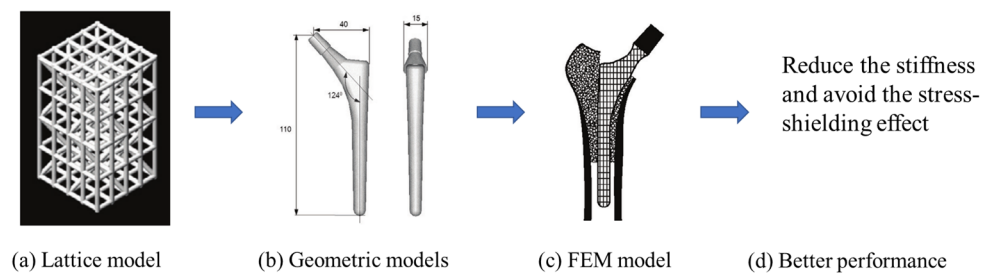 40
15
124°
110
Reduce the stiffness
and avoid the stress-
shielding effect
(a) Lattice model
(b) Geometric models
(c) FEM model
(d) Better performance